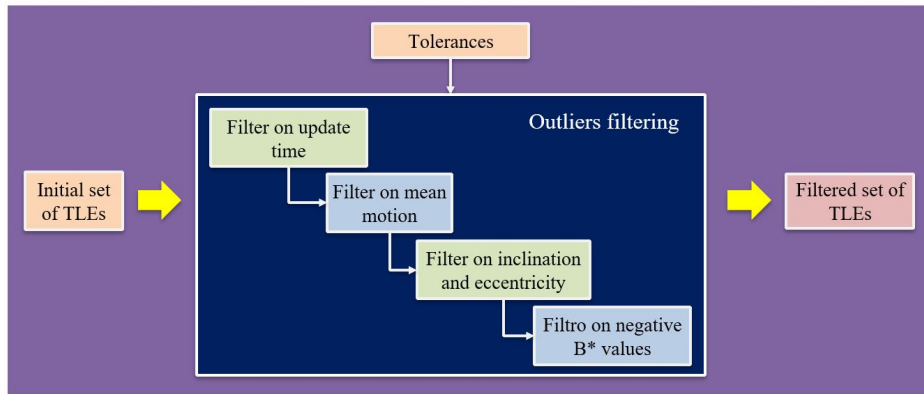 Tolerances
Outliers filtering
Filter on update
time
Initial set
of TLEs
Filter on mean
motion
Filter on inclination
and eccentricity
Filtro on negative
B* values
Filtered set of
TLEs